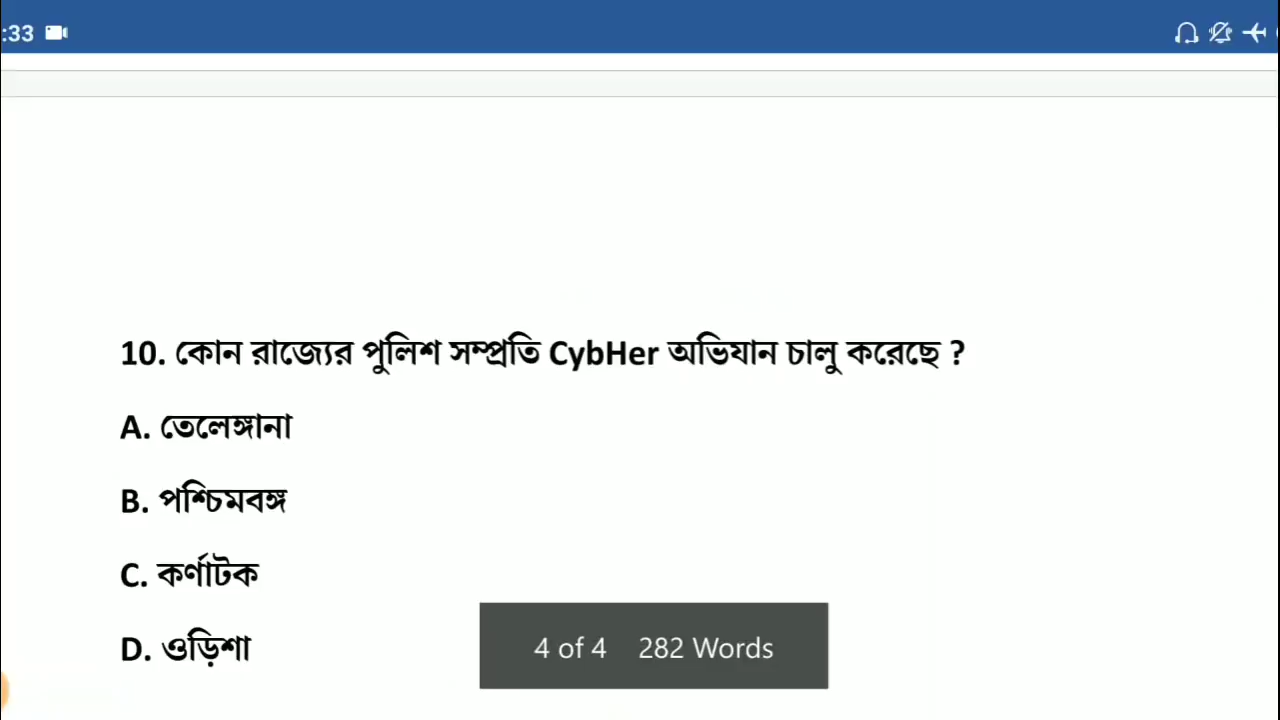 :33
10. কোন রাজ্যের পুলিশ সম্প্রতি CybHer অভিযান চালু করেছে ?
A. তেলেঙ্গানা
B. পশ্চিমবঙ্গ
C. কর্ণাটক
D. ওড়িশা
4 of 4 282 Words